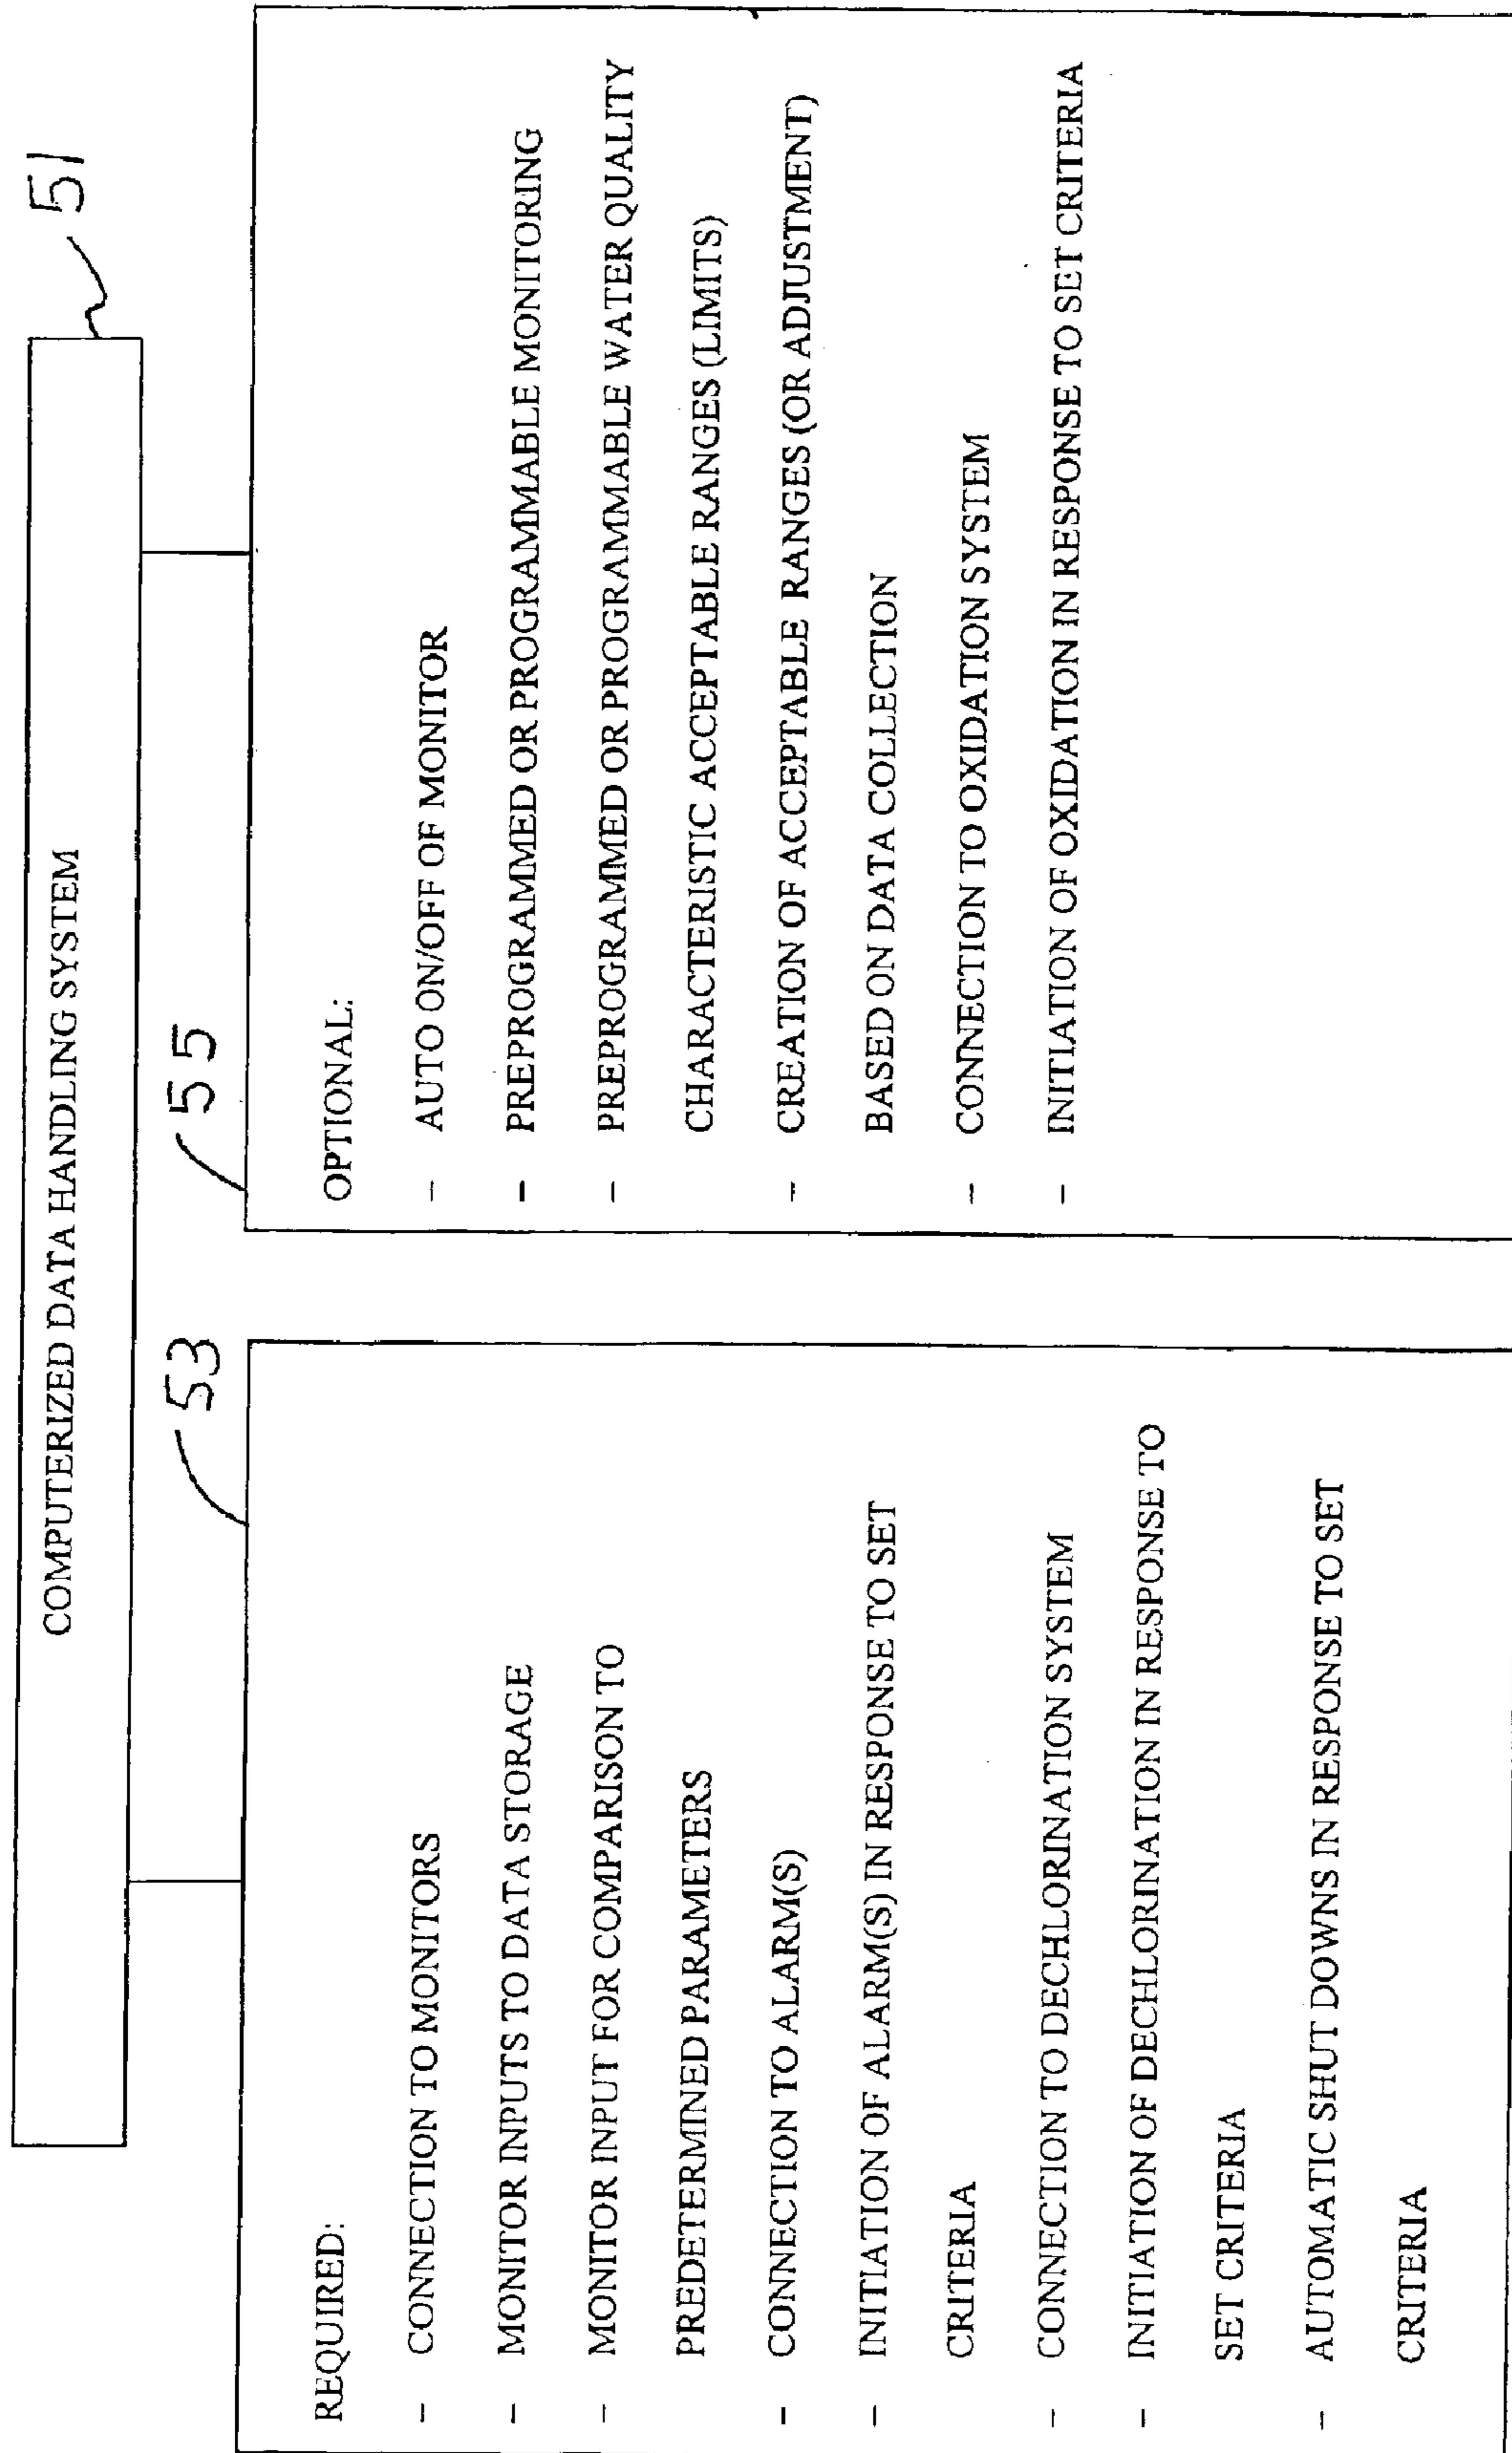 COMPUTERIZED DATA HANDLING SYSTEM
51
53
REQUIRED:
- CONNECTION TO MONITORS
- MONITOR INPUTS TO DATA STORAGE
- MONITOR INPUT FOR COMPARISON TO
PREDETERMINED PARAMETERS
- CONNECTION TO ALARM(S)
- INITIATION OF ALARM(S) IN RESPONSE TO SET
CRITERIA
- CONNECTION TO DECHLORINATION SYSTEM
- INITIATION OF DECHLORINATION IN RESPONSE TO
SET CRITERIA
- AUTOMATIC SHUT DOWNS IN RESPONSE TO SET
CRITERIA
55
OPTIONAL:
- AUTO ON/OFF OF MONITOR
- PREPROGRAMMED OR PROGRAMMABLE MONITORING
- PREPROGRAMMED OR PROGRAMMABLE WATER QUALITY
CHARACTERISTIC ACCEPTABLE RANGES (LIMITS)
- CREATION OF ACCEPTABLE RANGES (OR ADJUSTMENT)
BASED ON DATA COLLECTION
- CONNECTION TO OXIDATION SYSTEM
- INITIATION OF OXIDATION IN RESPONSE TO SET CRITERIA